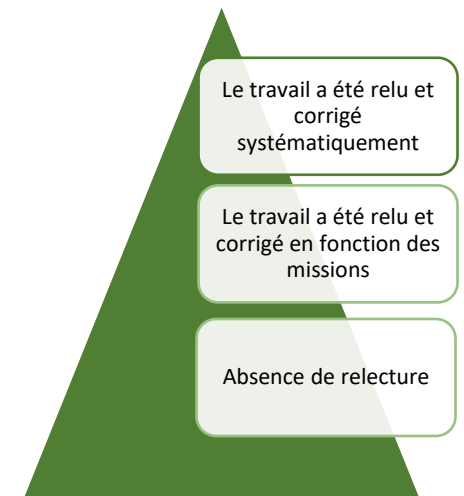 Le travail a été relu et
corrigé
systématiquement
Le travail a été relu et
corrigé en fonction des
missions
Absence de relecture